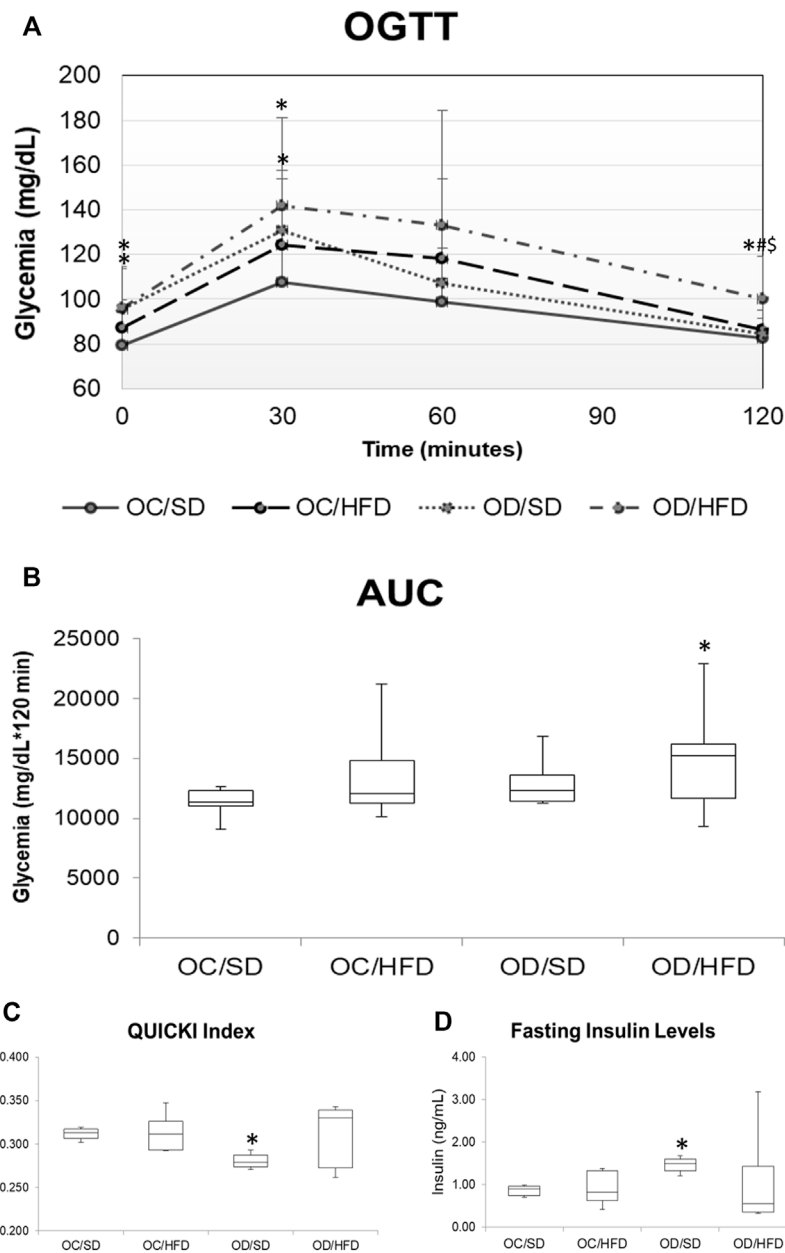 A
OGTT
Glycemia (mg/dL)
200
180
160
140
120
100
80
60
*
*
*
*
*#$
0 30 60 90 120
Time (minutes)
OC/SD OC/HFD OD/SD OD/HFD
B
AUC
Glycemia (mg/dL*120 min)
25000
20000
15000
10000
5000
0
*
OC/SD OC/HFD OD/SD OD/HFD
C
QUICKI Index
0.400
0.350
0.300
0.250
0.200
*
OC/SD OC/HFD OD/SD OD/HFD
D
Fasting Insulin Levels
Insulin (ng/mL)
4.00
3.00
2.00
1.00
0.00
*
OC/SD OC/HFD OD/SD OD/HFD